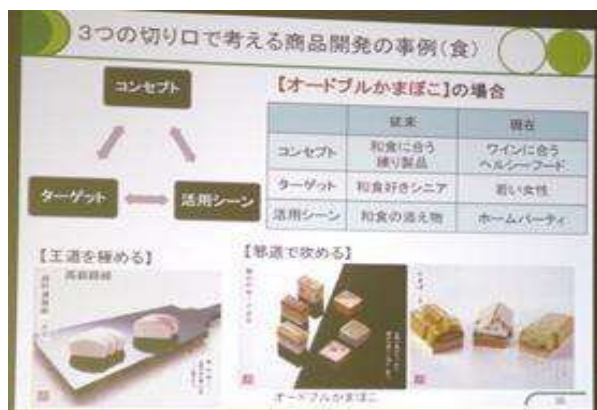 3つの切り口で考える商品開発の事例(食)
コンセプト
ターゲット
活用シーン
【オードブルかまぼこ】の場合
従来
現在
コンセプト
和食に合う
練り製品
ワインに合う
ヘルシーフード
ターゲット
和食好きシニア
若い女性
活用シーン
和食の添え物
ホームパーティ
【王道を極める】
【邪道で攻める】
オードブルかまぼこ